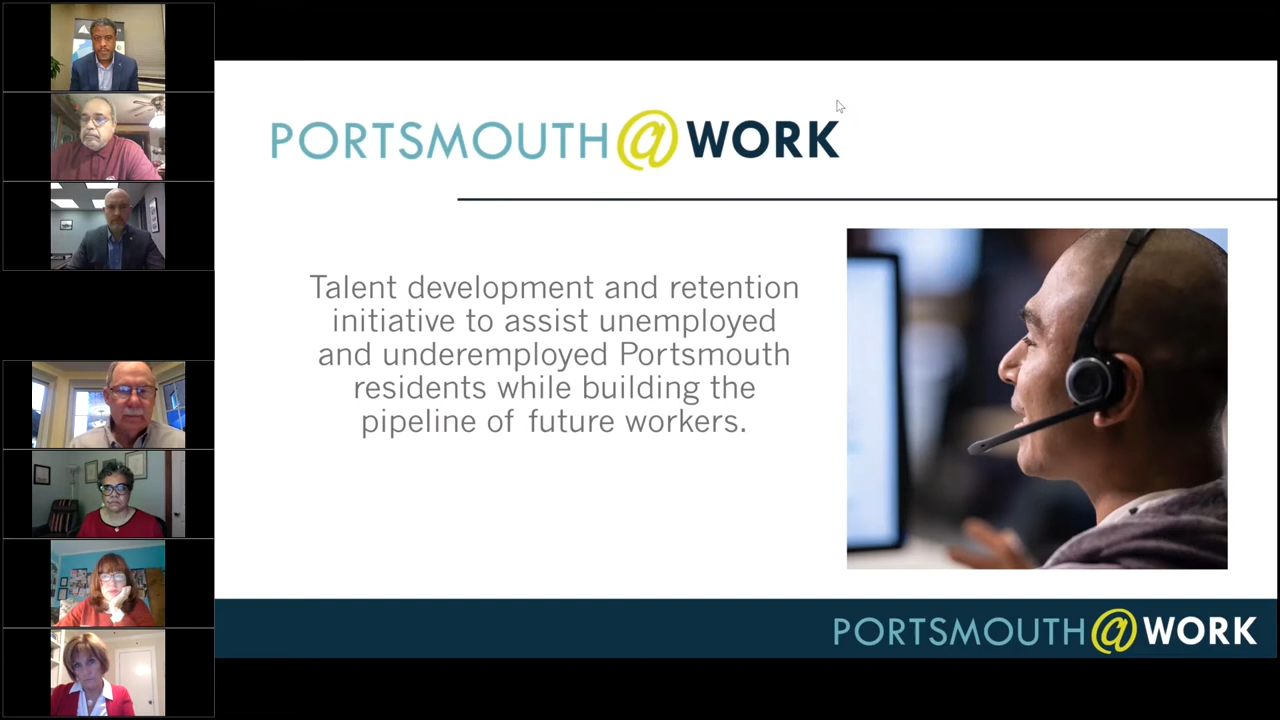 PORTSMOUTH@WORK
Talent development and retention
initiative to assist unemployed
and underemployed Portsmouth
residents while building the
pipeline of future workers.
PORTSMOUTH@WORK